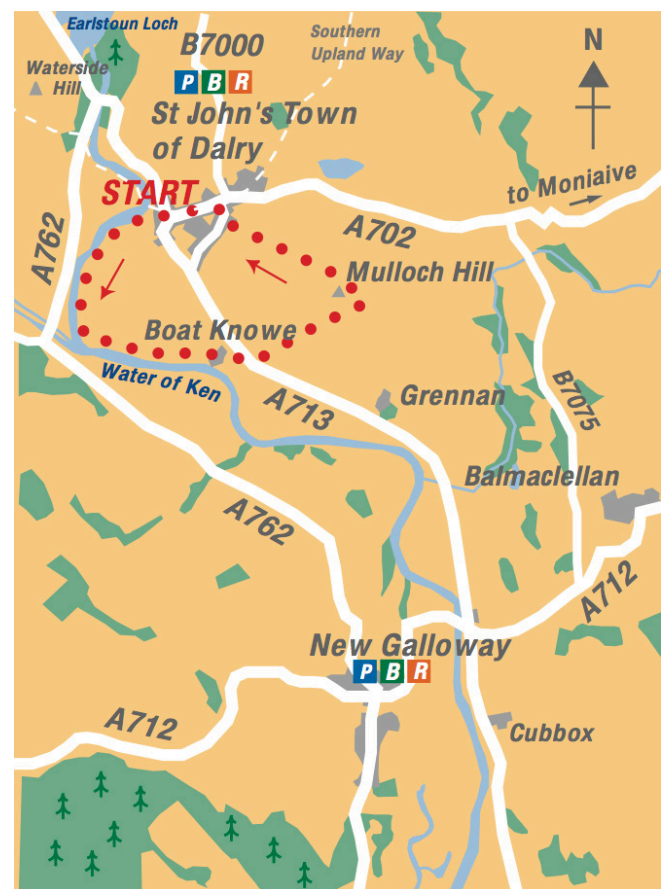 Earlstoun Loch
B7000
Southern
Upland Way
N
Waterside
Hill
P B R
St John's Town
of Dalry
START
to Moniaive
A762
A702
Mulloch Hill
Boat Knowe
Water of Ken
A713
Grennan
B7075
Balmaclellan
A762
A712
New Galloway
P B R
A712
Cubbox